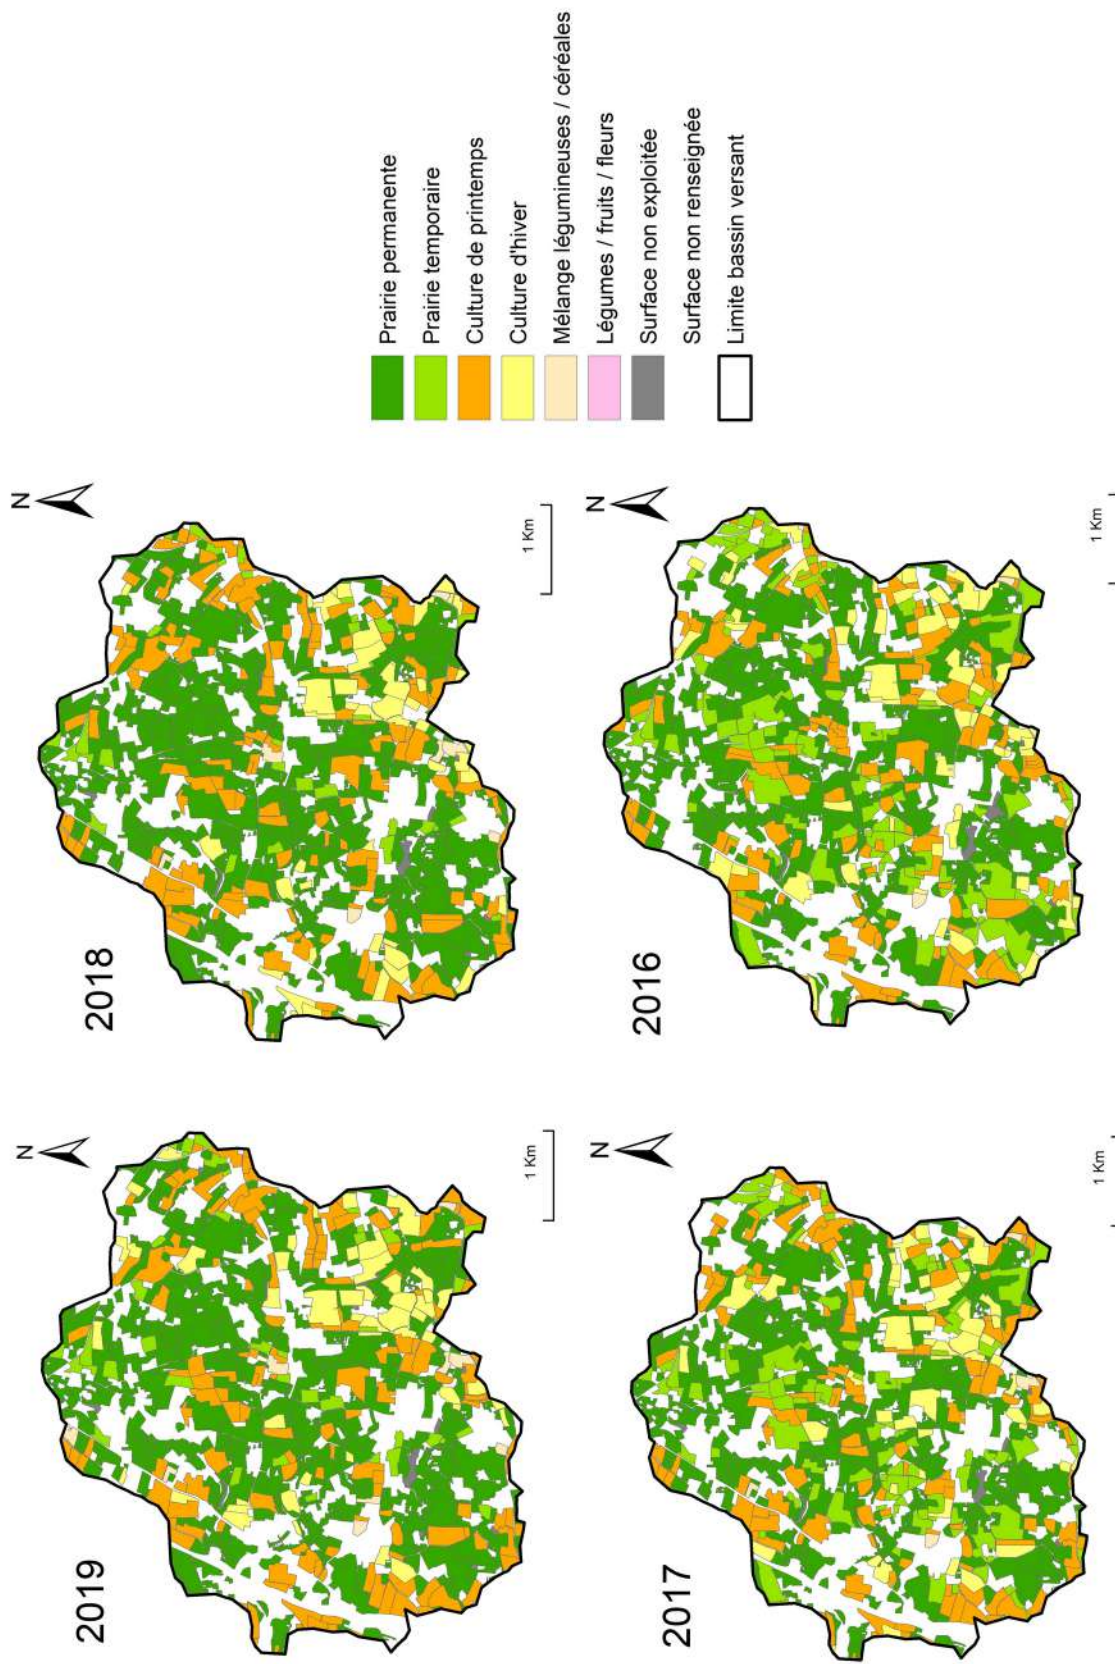 2018
N
1 Km
2016
N
1 Km
2019
N
1 Km
2017
N
1 Km
Prairie permanente
Prairie temporaire
Culture de printemps
Culture d'hiver
Mélange légumineuses / céréales
Légumes / fruits / fleurs
Surface non exploitée
Surface non renseignée
Limite bassin versant